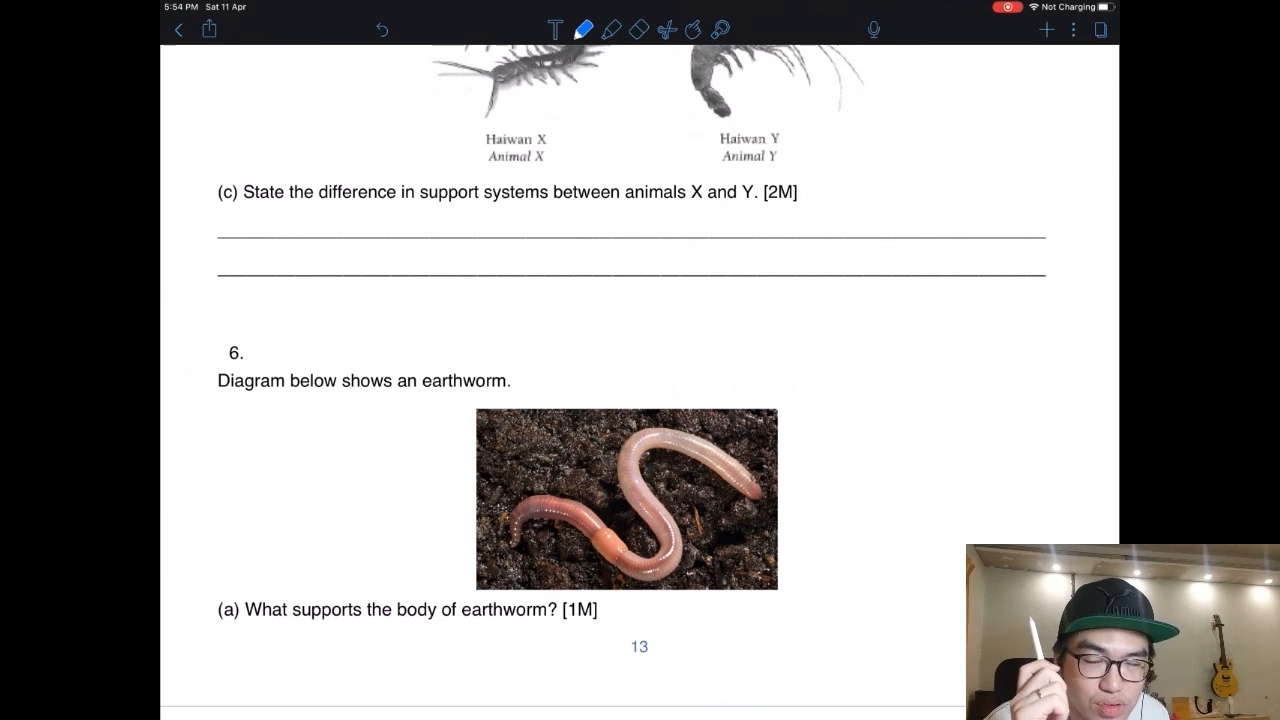 5:54 PM Sat 11 Apr
Not Charging
T
Haiwan X
Animal X
Haiwan Y
Animal Y
(c) State the difference in support systems between animals X and Y. [2M]
6.
Diagram below shows an earthworm.
(a) What supports the body of earthworm? [1M]
13